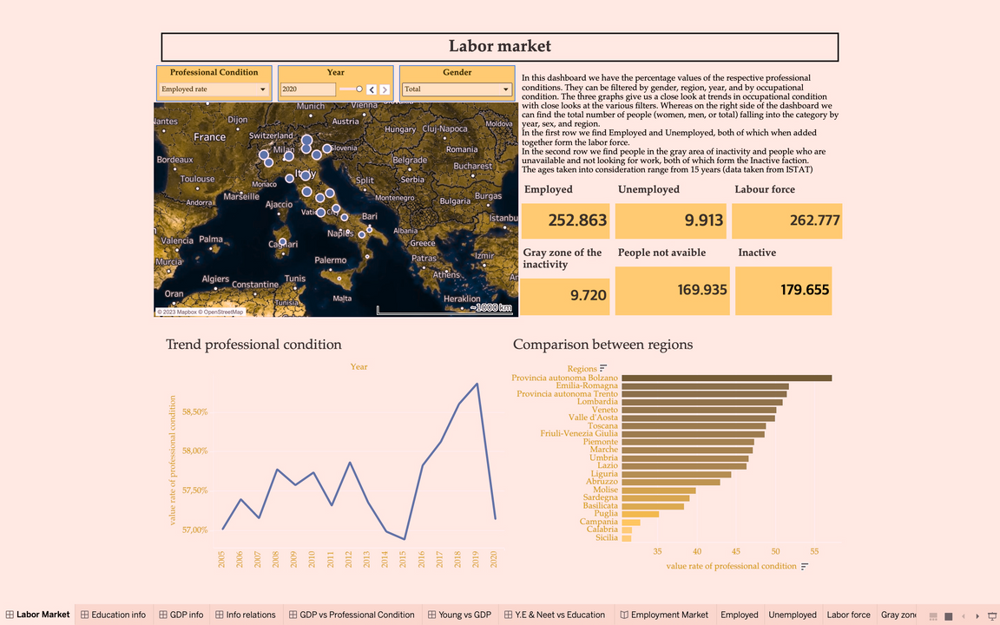 Labor market
Professional Condition
Employed rate
Year
2020
Gender
Total
In this dashboard we have the percentage values of the respective professional
conditions. They can be filtered by gender, region, year, and by occupational
condition. The three graphs give us a close look at trends in occupational condition
with close looks at the various filters. Whereas on the right side of the dashboard we
can find the total number of people (women, men, or total) falling into the category by
year, sex, and region.
In the first row we find Employed and Unemployed, both of which when added
together form the labor force.
In the second row we find people in the gray area of inactivity and people who are
unavailable and not looking for work, both of which form the Inactive faction.
The ages taken into consideration range from 15 years (data taken from ISTAT)
Munich
Vienna
Nantes
Dijon
Austria
Slovakia
Hungary
Cluj-Napoca
Moldova
France
Switzerland
Milan
Slovenia
Romania
Bordeaux
Belgrade
Bucharest
Toulouse
Monaco
Italy
Split
Serbia
Marseille
Montenegro
Bulgaria
Burgas
Andorra
Ajaccio
Vatican City
Bari
Istanbu
Valencia
Palma
Cagliari
Naples
Albania
Greece
Murcia
Palermo
Patras
Izmir
Algiers
Constantine
Tunis
Athens
Oran
Malta
Tunisia
Heraklion
© 2023 Mapbox © OpenStreetMap
~1000 km
Employed
Unemployed
Labour force
252.863
9.913
262.777
Gray zone of the
inactivity
People not avaible
Inactive
9.720
169.935
179.655
Trend professional condition
Year
value rate of professional condition
58,50%
58,00%
57,50%
57,00%
2005
2006
2007
2008
2009
2010
2011
2012
2013
2014
2015
2016
2017
2018
2019
2020
Comparison between regions
Regions
Provincia autonoma Bolzano
Emilia-Romagna
Provincia autonoma Trento
Lombardia
Veneto
Valle d'Aosta
Toscana
Friuli-Venezia Giulia
Piemonte
Marche
Umbria
Lazio
Liguria
Abruzzo
Molise
Sardegna
Basilicata
Puglia
Campania
Calabria
Sicilia
35
40
45
50
55
value rate of professional condition
Labor Market
Education info
GDP info
Info relations
GDP vs Professional Condition
Young vs GDP
Y.E & Neet vs Education
Employment Market
Employed
Unemployed
Labor force
Inactive
Gray zone